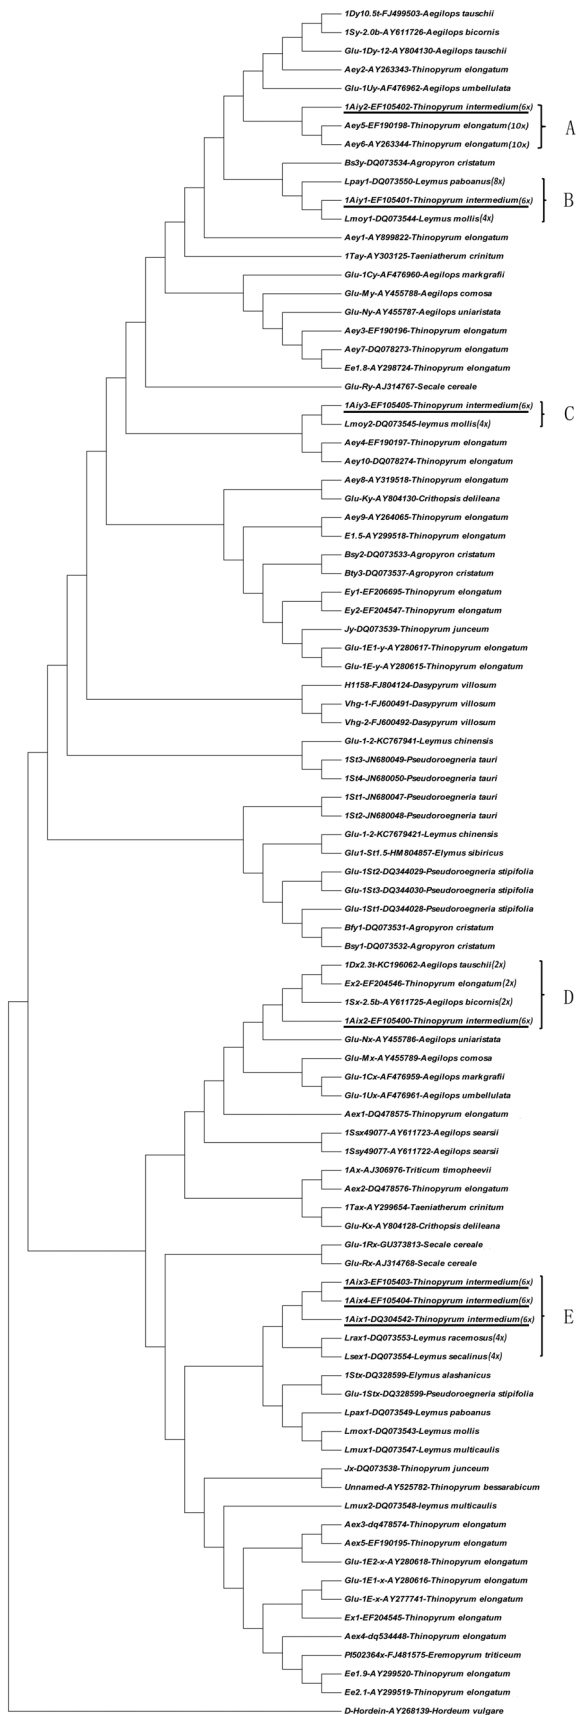 1Dy10.5t-FJ499503-Aegilops tauschii
1Sy-2.0b-AY611726-Aegilops bicornis
Glu-1Dy-12-AY804130-Aegilops tauschii
Aey2-AY263343-Thinopyrum elongatum
Glu-1Uy-AF476962-Aegilops umbellulata
1Aiy2-EF105402-Thinopyrum intermedium(6x)
Aey5-EF190198-Thinopyrum elongatum(10x)
A
Aey6-AY263344-Thinopyrum elongatum(10x)
Bs3y-DQ073534-Agropyron cristatum
Lpay1-DQ073550-Leymus paboanus(8x)
1Aiy1-EF105401-Thinopyrum intermedium(6x)
B
Lmoy1-DQ073544-Leymus mollis(4x)
Aey1-AY899822-Thinopyrum elongatum
1Tay-AY303125-Taeniatherum crinitum
Glu-1Cy-AF476960-Aegilops markgrafii
Glu-My-AY455788-Aegilops comosa
Glu-Ny-AY455787-Aegilops uniaristata
Aey3-EF190196-Thinopyrum elongatum
Aey7-DQ078273-Thinopyrum elongatum
Ee1.8-AY298724-Thinopyrum elongatum
Glu-Ry-AJ314767-Secale cereale
1Aiy3-EF105405-Thinopyrum intermedium(6x)
C
Lmoy2-DQ073545-leymus mollis(4x)
Aey4-EF190197-Thinopyrum elongatum
Aey10-DQ078274-Thinopyrum elongatum
Aey8-AY319518-Thinopyrum elongatum
Glu-Ky-AY804130-Crithopsis delileana
Aey9-AY264065-Thinopyrum elongatum
E1.5-AY299518-Thinopyrum elongatum
Bsy2-DQ073533-Agropyron cristatum
Bty3-DQ073537-Agropyron cristatum
Ey1-EF206695-Thinopyrum elongatum
Ey2-EF204547-Thinopyrum elongatum
Jy-DQ073539-Thinopyrum junceum
Glu-1E1-y-AY280617-Thinopyrum elongatum
Glu-1E-y-AY280615-Thinopyrum elongatum
H1158-FJ804124-Dasypyrum villosum
Vhg-1-FJ600491-Dasypyrum villosum
Vhg-2-FJ600492-Dasypyrum villosum
Glu-1-2-KC767941-Leymus chinensis
1St3-JN680049-Pseudoroegneria tauri
1St4-JN680050-Pseudoroegneria tauri
1St1-JN680047-Pseudoroegneria tauri
1St2-JN680048-Pseudoroegneria tauri
Glu-1-2-KC7679421-Leymus chinensis
Glu1-St1.5-HM804857-Elymus sibiricus
Glu-1St2-DQ344029-Pseudoroegneria stipifolia
Glu-1St3-DQ344030-Pseudoroegneria stipifolia
Glu-1St1-DQ344028-Pseudoroegneria stipifolia
Bfy1-DQ073531-Agropyron cristatum
Bsy1-DQ073532-Agropyron cristatum
1Dx2.3t-KC196062-Aegilops tauschii(2x)
Ex2-EF204546-Thinopyrum elongatum(2x)
D
1Sx-2.5b-AY611725-Aegilops bicornis(2x)
1Aix2-EF105400-Thinopyrum intermedium(6x)
Glu-Nx-AY455786-Aegilops uniaristata
Glu-Mx-AY455789-Aegilops comosa
Glu-1Cx-AF476959-Aegilops markgrafii
Glu-1Ux-AF476961-Aegilops umbellulata
Aex1-DQ478575-Thinopyrum elongatum
1Ssx49077-AY611723-Aegilops searsii
1Ssy49077-AY611722-Aegilops searsii
1Ax-AJ306976-Triticum timopheevii
Aex2-DQ478576-Thinopyrum elongatum
1Tax-AY299654-Taeniatherum crinitum
Glu-Kx-AY804128-Crithopsis delileana
Glu-1Rx-GU373813-Secale cereale
Glu-Rx-AJ314768-Secale cereale
1Aix3-EF105403-Thinopyrum intermedium(6x)
1Aix4-EF105404-Thinopyrum intermedium(6x)
1Aix1-DQ304542-Thinopyrum intermedium(6x)
E
Lrax1-DQ073553-Leymus racemosus(4x)
Lsex1-DQ073554-Leymus secalinus(4x)
1Stx-DQ328599-Elymus alashanicus
Glu-1Stx-DQ328599-Pseudoroegneria stipifolia
Lpax1-DQ073549-Leymus paboanus
Lmox1-DQ073543-Leymus mollis
Lmux1-DQ073547-Leymus multicaulis
Jx-DQ073538-Thinopyrum junceum
Unnamed-AY525782-Thinopyrum bessarabicum
Lmux2-DQ073548-leymus multicaulis
Aex3-dq478574-Thinopyrum elongatum
Aex5-EF190195-Thinopyrum elongatum
Glu-1E2-x-AY280618-Thinopyrum elongatum
Glu-1E1-x-AY280616-Thinopyrum elongatum
Glu-1E-x-AY277741-Thinopyrum elongatum
Ex1-EF204545-Thinopyrum elongatum
Aex4-dq534448-Thinopyrum elongatum
PI502364x-FJ481575-Eremopyrum triticeum
Ee1.9-AY299520-Thinopyrum elongatum
Ee2.1-AY299519-Thinopyrum elongatum
D-Hordein-AY268139-Hordeum vulgare